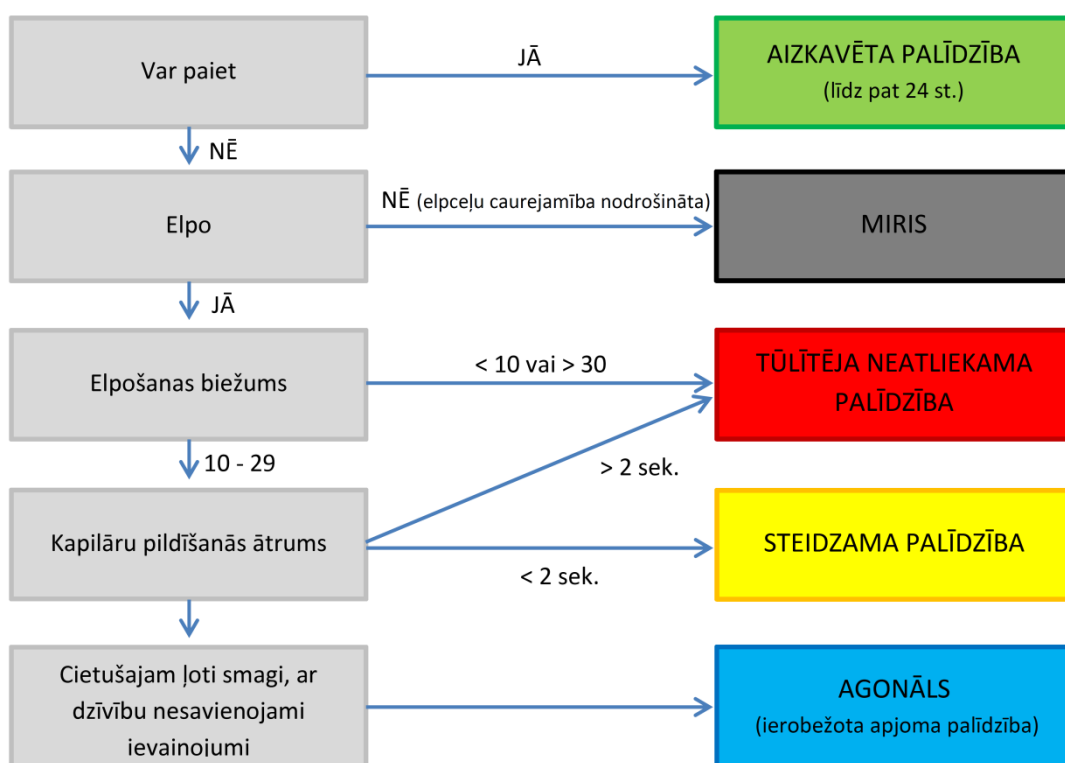 Var paiet
JĀ
AIZKAVĒTA PALĪDZĪBA
(līdz pat 24 st.)
NĒ
Elpo
NĒ (elpceļu caurejamība nodrošināta)
MIRIS
JĀ
Elpošanas biežums
< 10 vai > 30
TŪLĪTĒJA NEATLIEKAMA
PALĪDZĪBA
10 - 29
> 2 sek.
Kapilāru pildīšanās ātrums
< 2 sek.
STEIDZAMA PALĪDZĪBA
Cietušajam ļoti smagi, ar
dzīvību nesavienojami
ievainojumi
AGONĀLS
(ierobežota apjoma palīdzība)